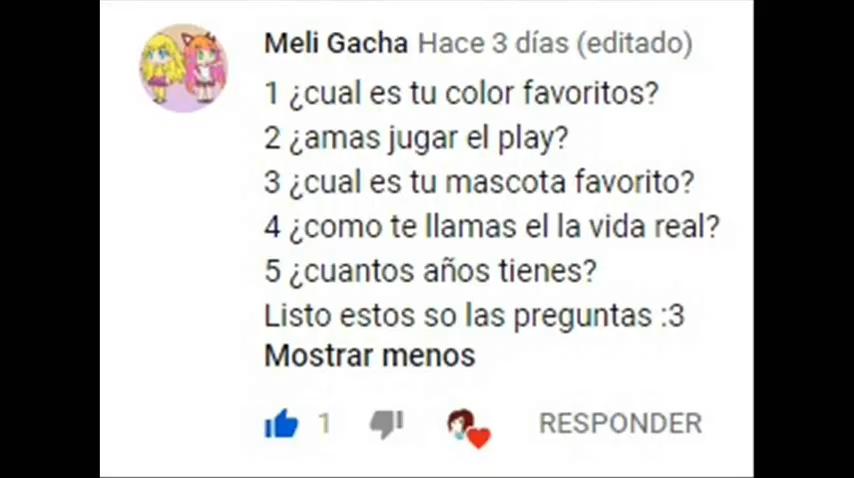 Meli Gacha Hace 3 días (editado)
1 ¿cual es tu color favoritos?
2 ¿amas jugar el play?
3 ¿cual es tu mascota favorito?
4 ¿como te llamas el la vida real?
5 ¿cuantos años tienes?
Listo estos so las preguntas :3
Mostrar menos
1 RESPONDER